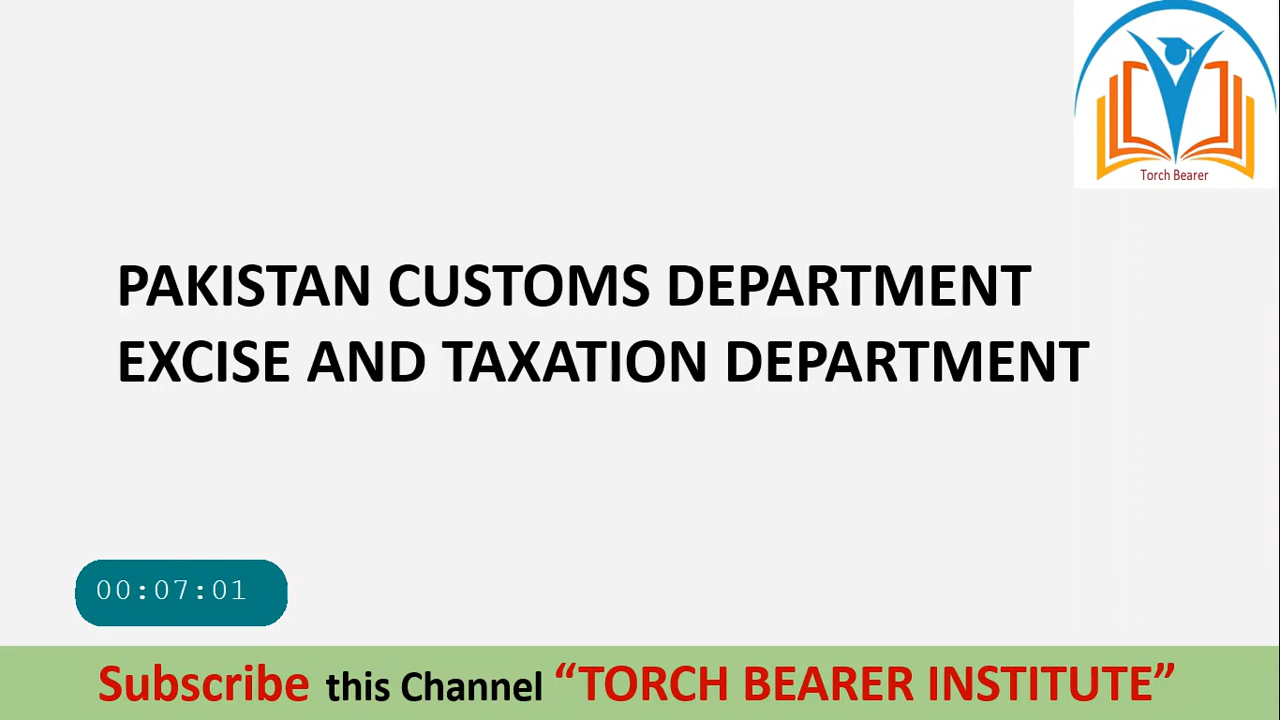 Torch Bearer
PAKISTAN CUSTOMS DEPARTMENT
EXCISE AND TAXATION DEPARTMENT
00:07:01
Subscribe this Channel “TORCH BEARER INSTITUTE”